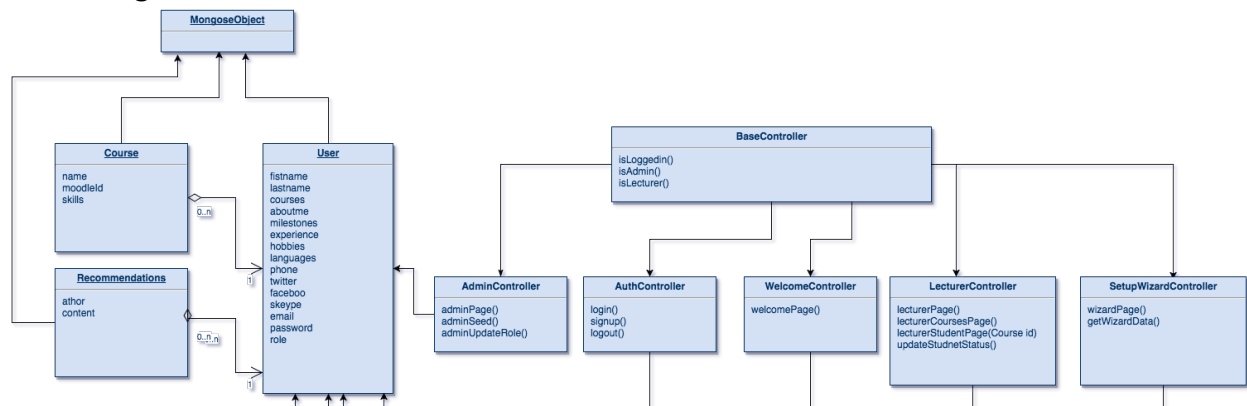 MongoseObject
BaseController
isLoggedin()
isAdmin()
isLecturer()
Course
name
moodleId
skills
0..n
1
User
fistname
lastname
courses
aboutme
milestones
experience
hobbies
languages
phone
twitter
faceboo
skeype
email
password
role
Recommendations
athor
content
0..n
1
AdminController
adminPage()
adminSeed()
adminUpdateRole()
AuthController
login()
signup()
logout()
WelcomeController
welcomePage()
LecturerController
lecturerPage()
lecturerCoursesPage()
lecturerStudentPage(Course id)
updateStudnetStatus()
SetupWizardController
wizardPage()
getWizardData()